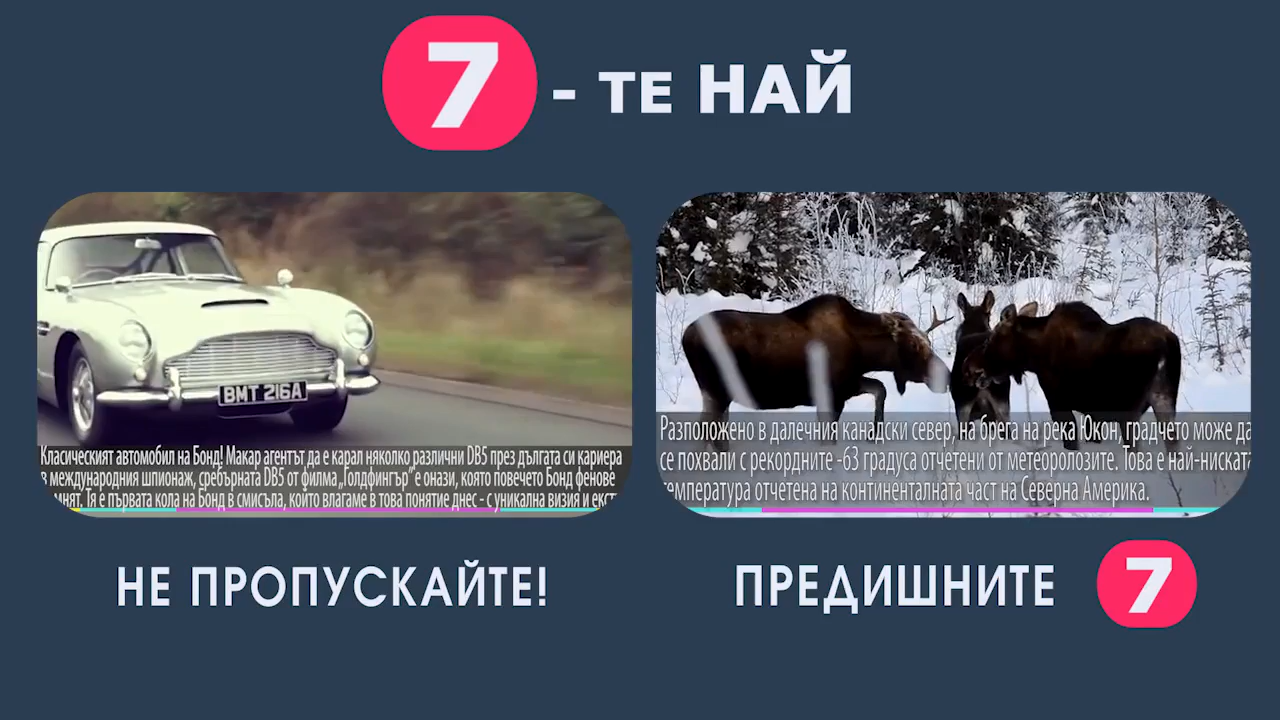 7 - ТЕ НАЙ
BMT 216A
Класическият автомобил на Бонд! Макар агентът да е карал няколко различни DB5 през дългата си кариера
в международния шпионаж, сребърната DB5 от филма „Голдфингър" е онази, която повечето Бонд фенове
мнят. Тя е първата кола на Бонд в смисъла, който влагаме в това понятие днес - с уникална визия и екст
Разположено в далечния канадски север, на брега на река Юкон, градчето може да
се похвали с рекордните -63 градуса отчетени от метеоролозите. Това е най-ниската
температура отчетена на континенталната част на Северна Америка.
НЕ ПРОПУСКАЙТЕ!
ПРЕДИШНИТЕ 7